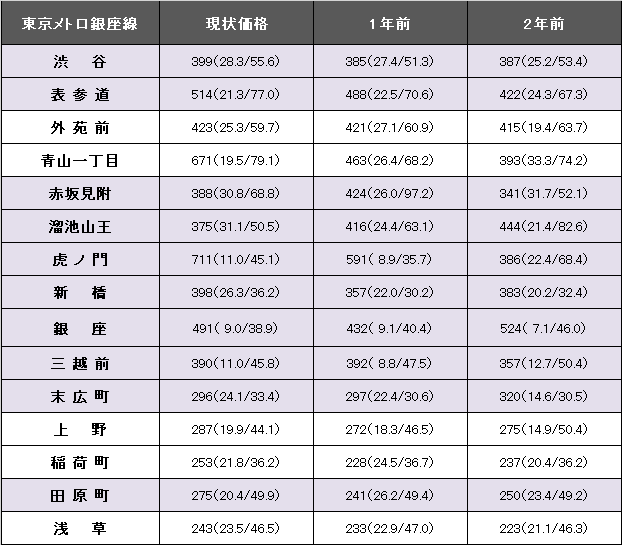 東京メトロ銀座線 現状価格 1年前 2年前
渋谷 399(28.3/55.6) 385(27.4/51.3) 387(25.2/53.4)
表参道 514(21.3/77.0) 488(22.5/70.6) 422(24.3/67.3)
外苑前 423(25.3/59.7) 421(27.1/60.9) 415(19.4/63.7)
青山一丁目 671(19.5/79.1) 463(26.4/68.2) 393(33.3/74.2)
赤坂見附 388(30.8/68.8) 424(26.0/97.2) 341(31.7/52.1)
溜池山王 375(31.1/50.5) 416(24.4/63.1) 444(21.4/82.6)
虎ノ門 711(11.0/45.1) 591( 8.9/35.7) 386(22.4/68.4)
新橋 398(26.3/36.2) 357(22.0/30.2) 383(20.2/32.4)
銀座 491( 9.0/38.9) 432( 9.1/40.4) 524( 7.1/46.0)
三越前 390(11.0/45.8) 392( 8.8/47.5) 357(12.7/50.4)
末広町 296(24.1/33.4) 297(22.4/30.6) 320(14.6/30.5)
上野 287(19.9/44.1) 272(18.3/46.5) 275(14.9/50.4)
稲荷町 253(21.8/36.2) 228(24.5/36.7) 237(20.4/36.2)
田原町 275(20.4/49.9) 241(26.2/49.4) 250(23.4/49.2)
浅草 243(23.5/46.5) 233(22.9/47.0) 223(21.1/46.3)